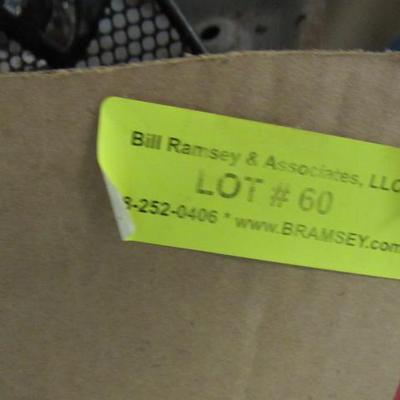 Bill Ramsey & Associates, LLC
LOT # 60
8-252-0406 * www.BRAMSEY.com